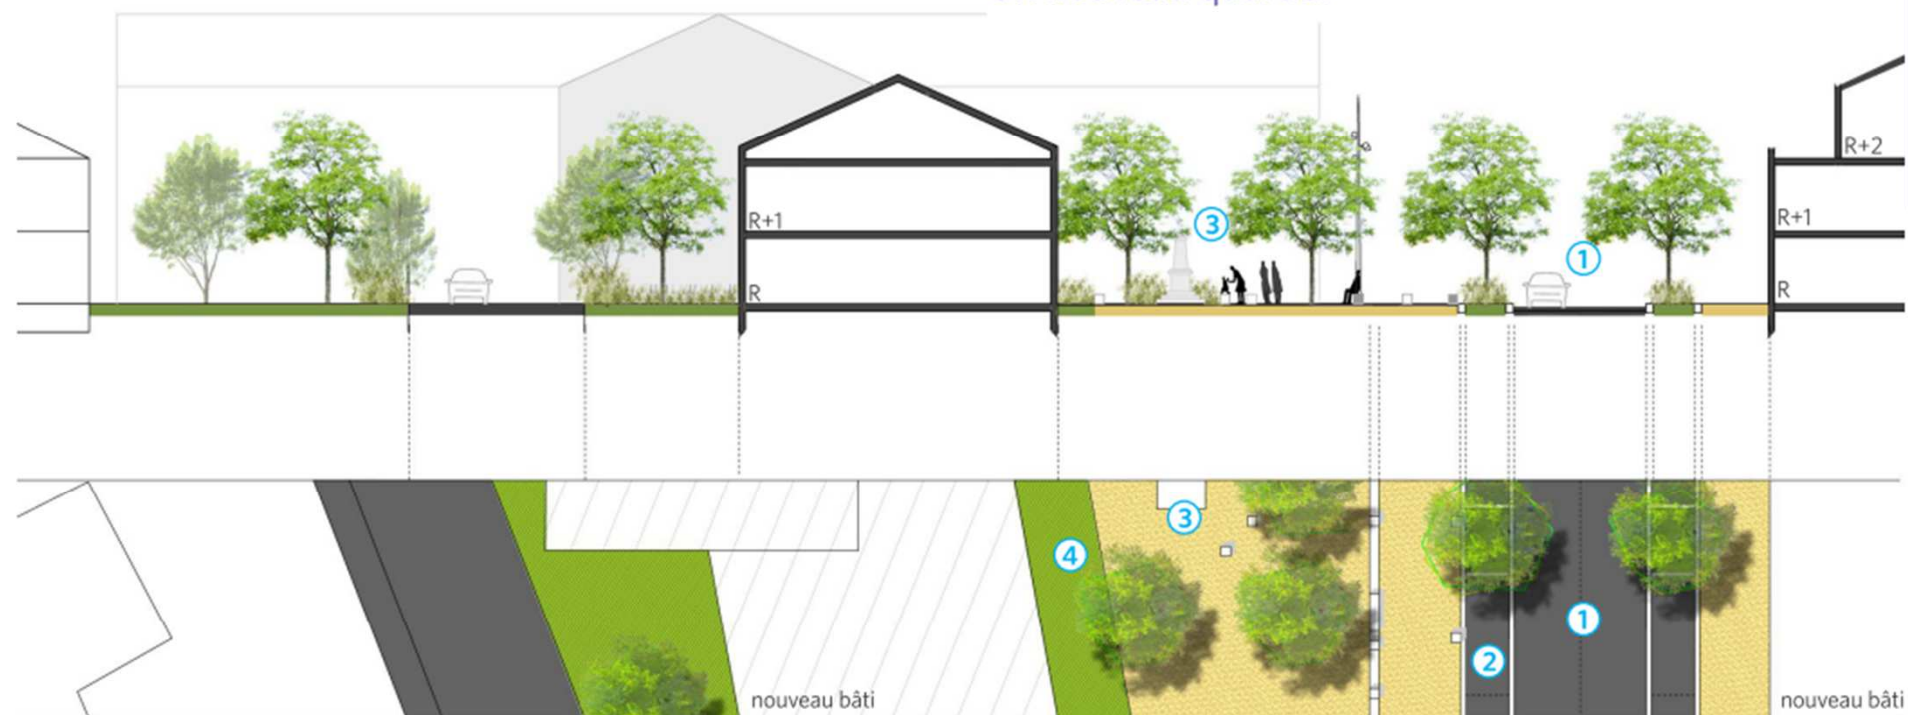 R+2
R+1
R+1
③
①
R
R
③
④
①
②
nouveau bâti
nouveau bâti